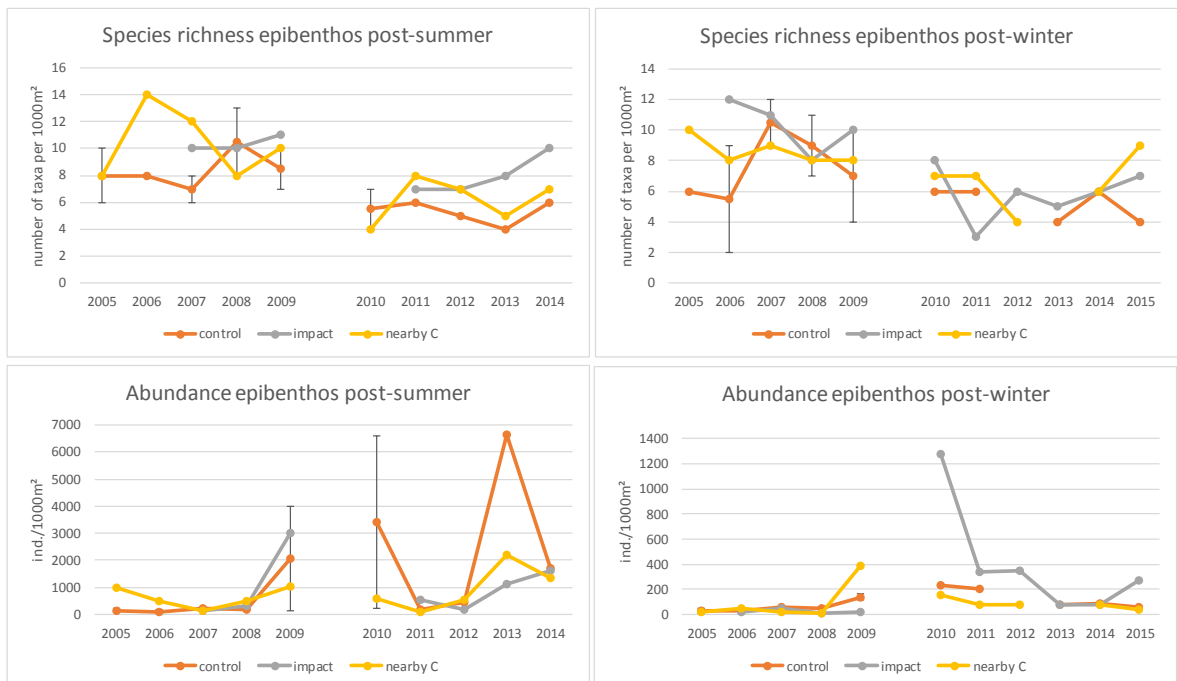 Species richness epibenthos post-summer
number of taxa per 1000m²
16
14
12
10
8
6
4
2
0
2005 2006 2007 2008 2009 2010 2011 2012 2013 2014
control impact nearby C
Species richness epibenthos post-winter
number of taxa per 1000m²
14
12
10
8
6
4
2
0
2005 2006 2007 2008 2009 2010 2011 2012 2013 2014 2015
control impact nearby C
Abundance epibenthos post-summer
ind./1000m²
7000
6000
5000
4000
3000
2000
1000
0
2005 2006 2007 2008 2009 2010 2011 2012 2013 2014
control impact nearby C
Abundance epibenthos post-winter
ind./1000m²
1400
1200
1000
800
600
400
200
0
2005 2006 2007 2008 2009 2010 2011 2012 2013 2014 2015
control impact nearby C